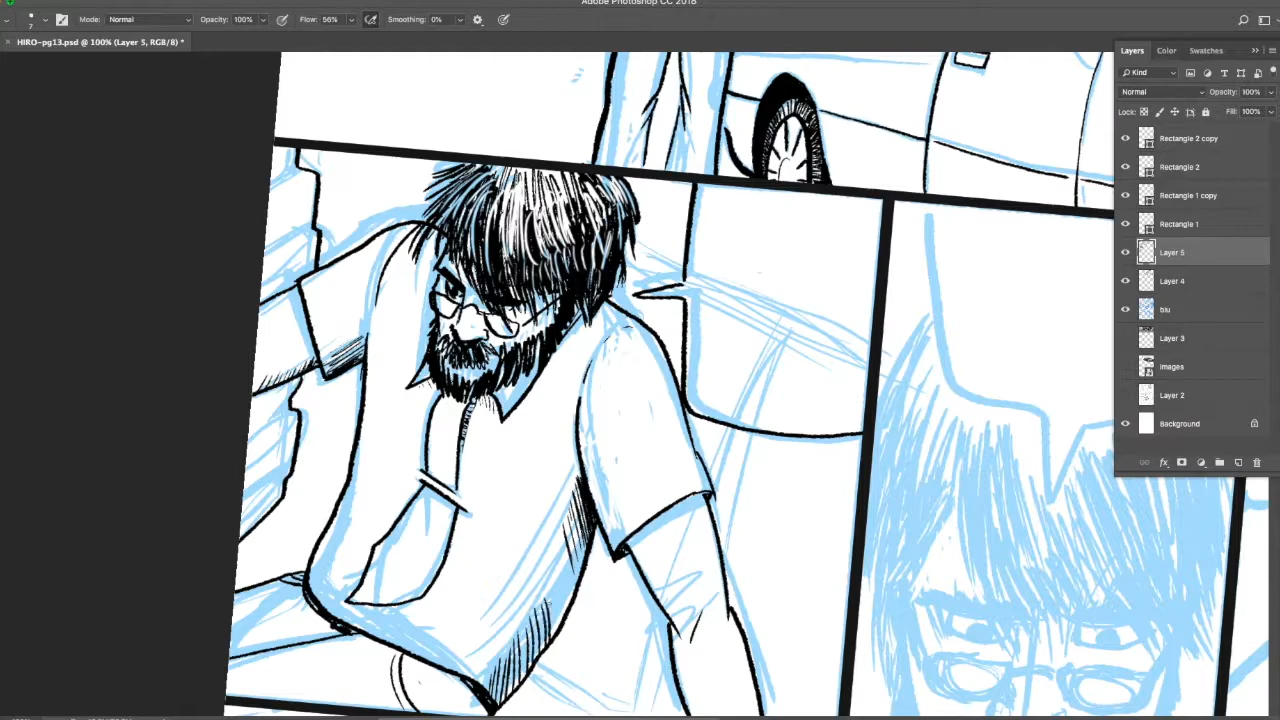 Adobe Photoshop CC 2018
7 Mode: Normal Opacity: 100% Flow: 56% Smoothing: 0%
× HIRO-pg13.psd @ 100% (Layer 5, RGB/8) *
Layers Color Swatches
Kind
Normal Opacity: 100%
Lock: Fill: 100%
Rectangle 2 copy
Rectangle 2
Rectangle 1 copy
Rectangle 1
Layer 5
Layer 4
blu
Layer 3
images
Layer 2
Background